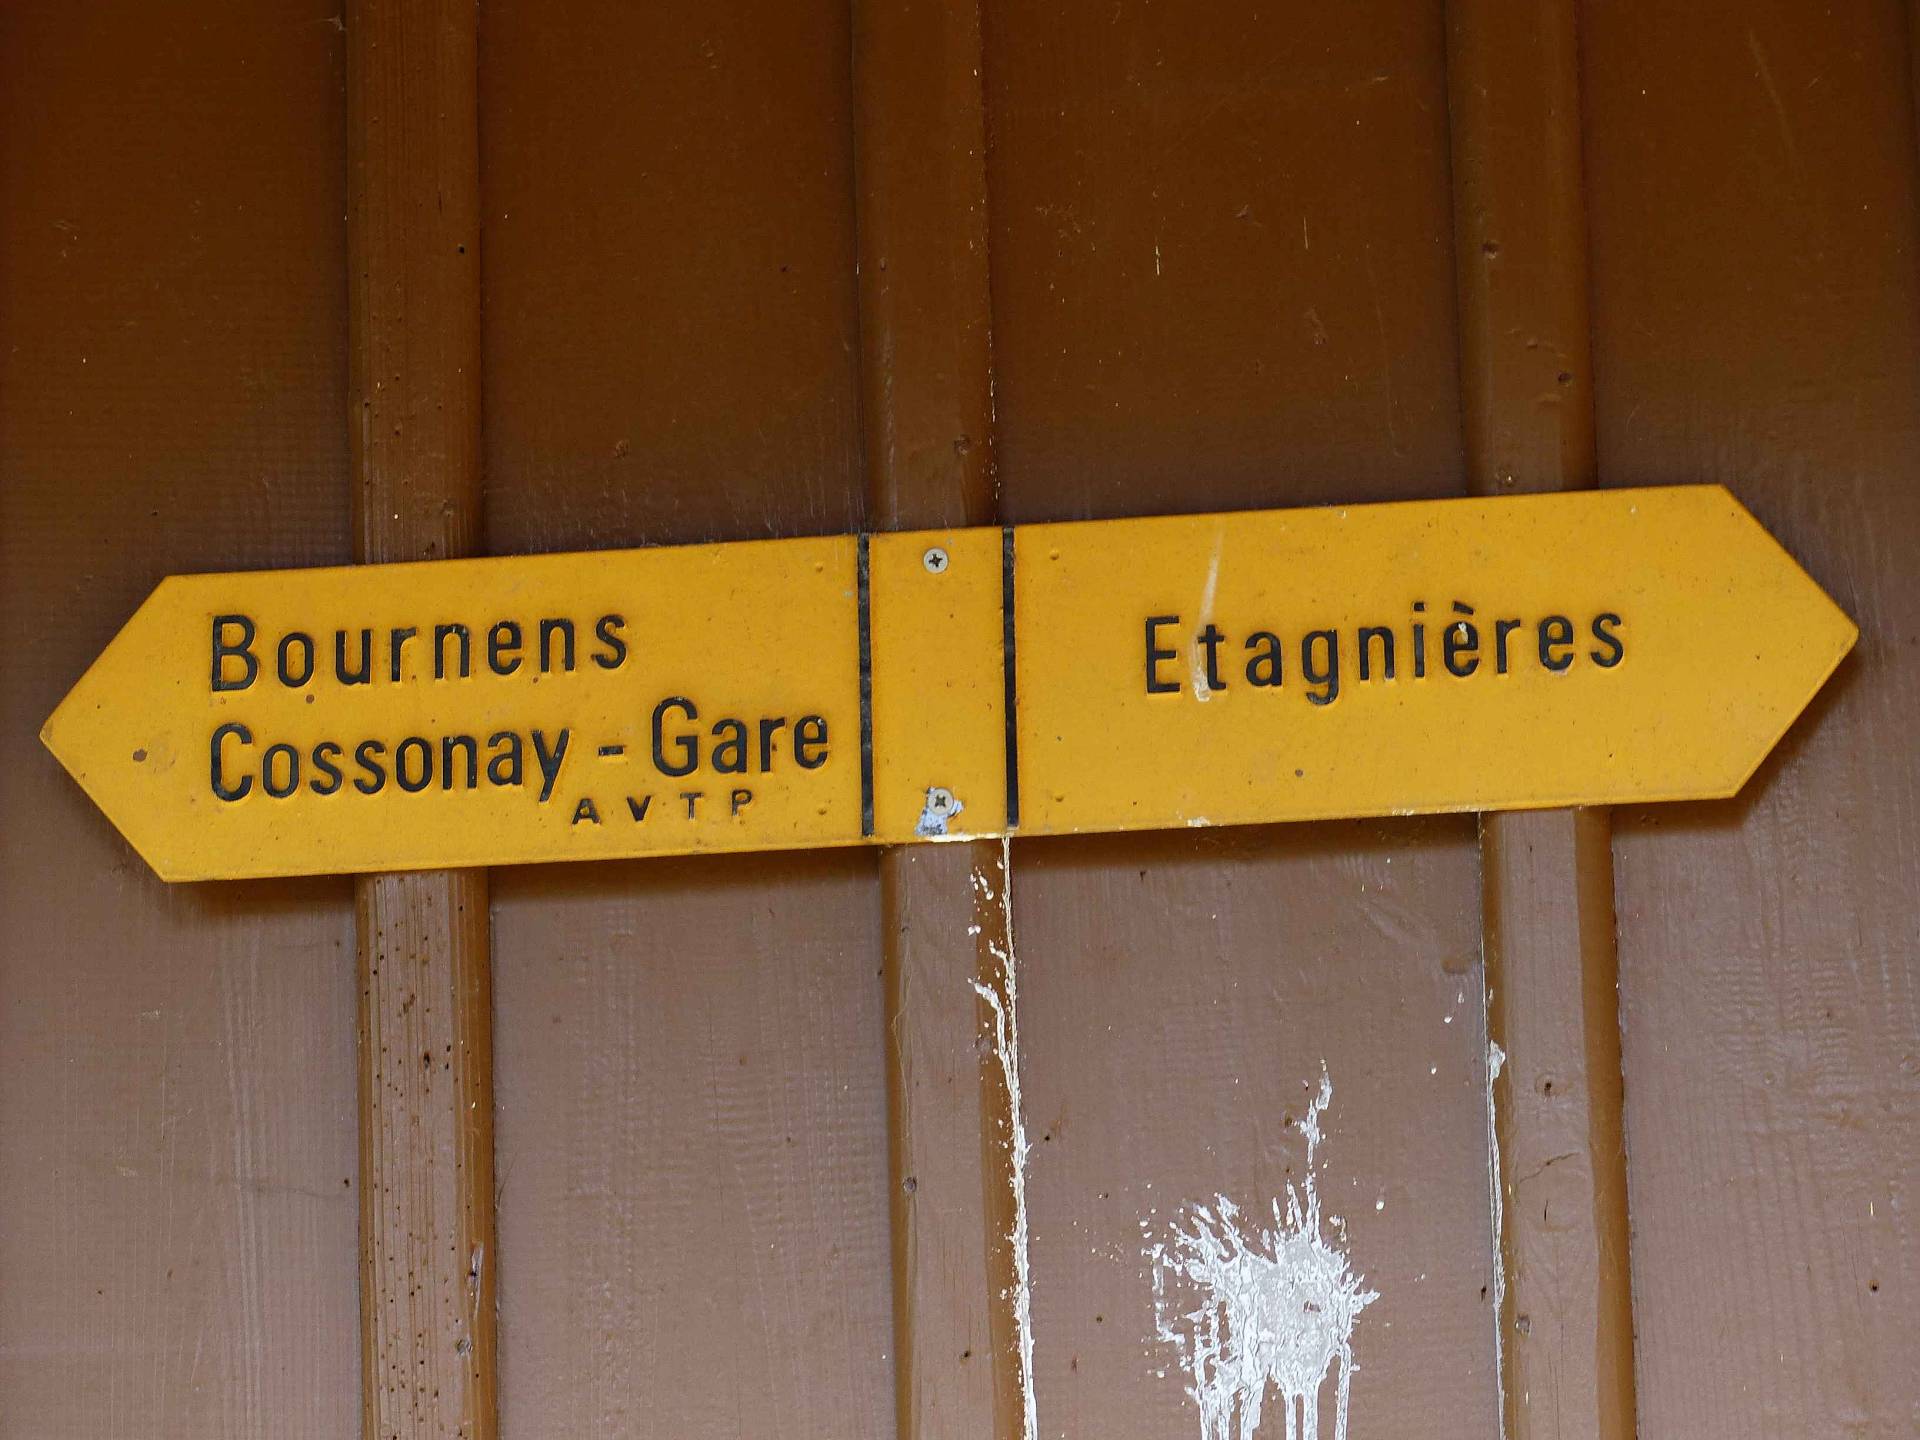 Bournens
Cossonay - Gare
AVTP
Etagnières